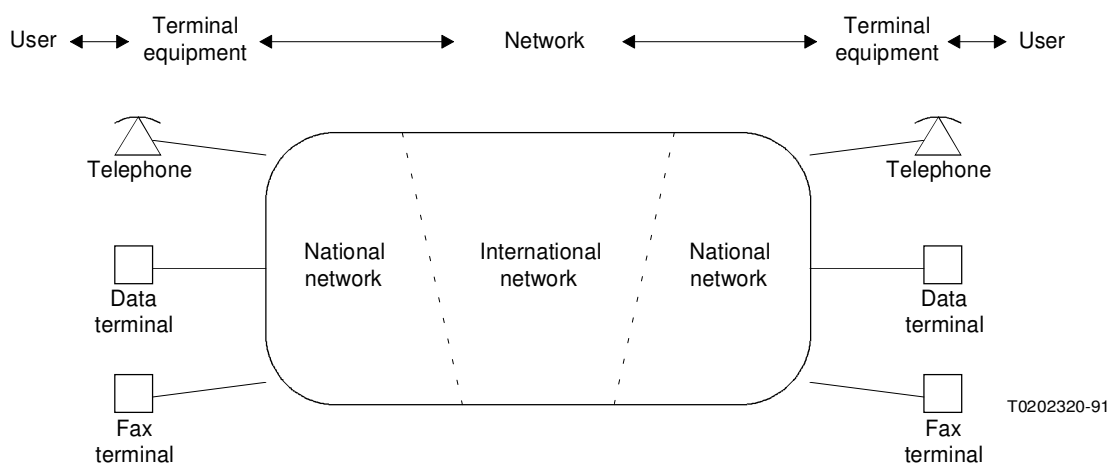 User
Terminal
equipment
Network
Terminal
equipment
User
Telephone
Telephone
National
network
International
network
National
network
Data
terminal
Data
terminal
Fax
terminal
Fax
terminal
T0202320-91